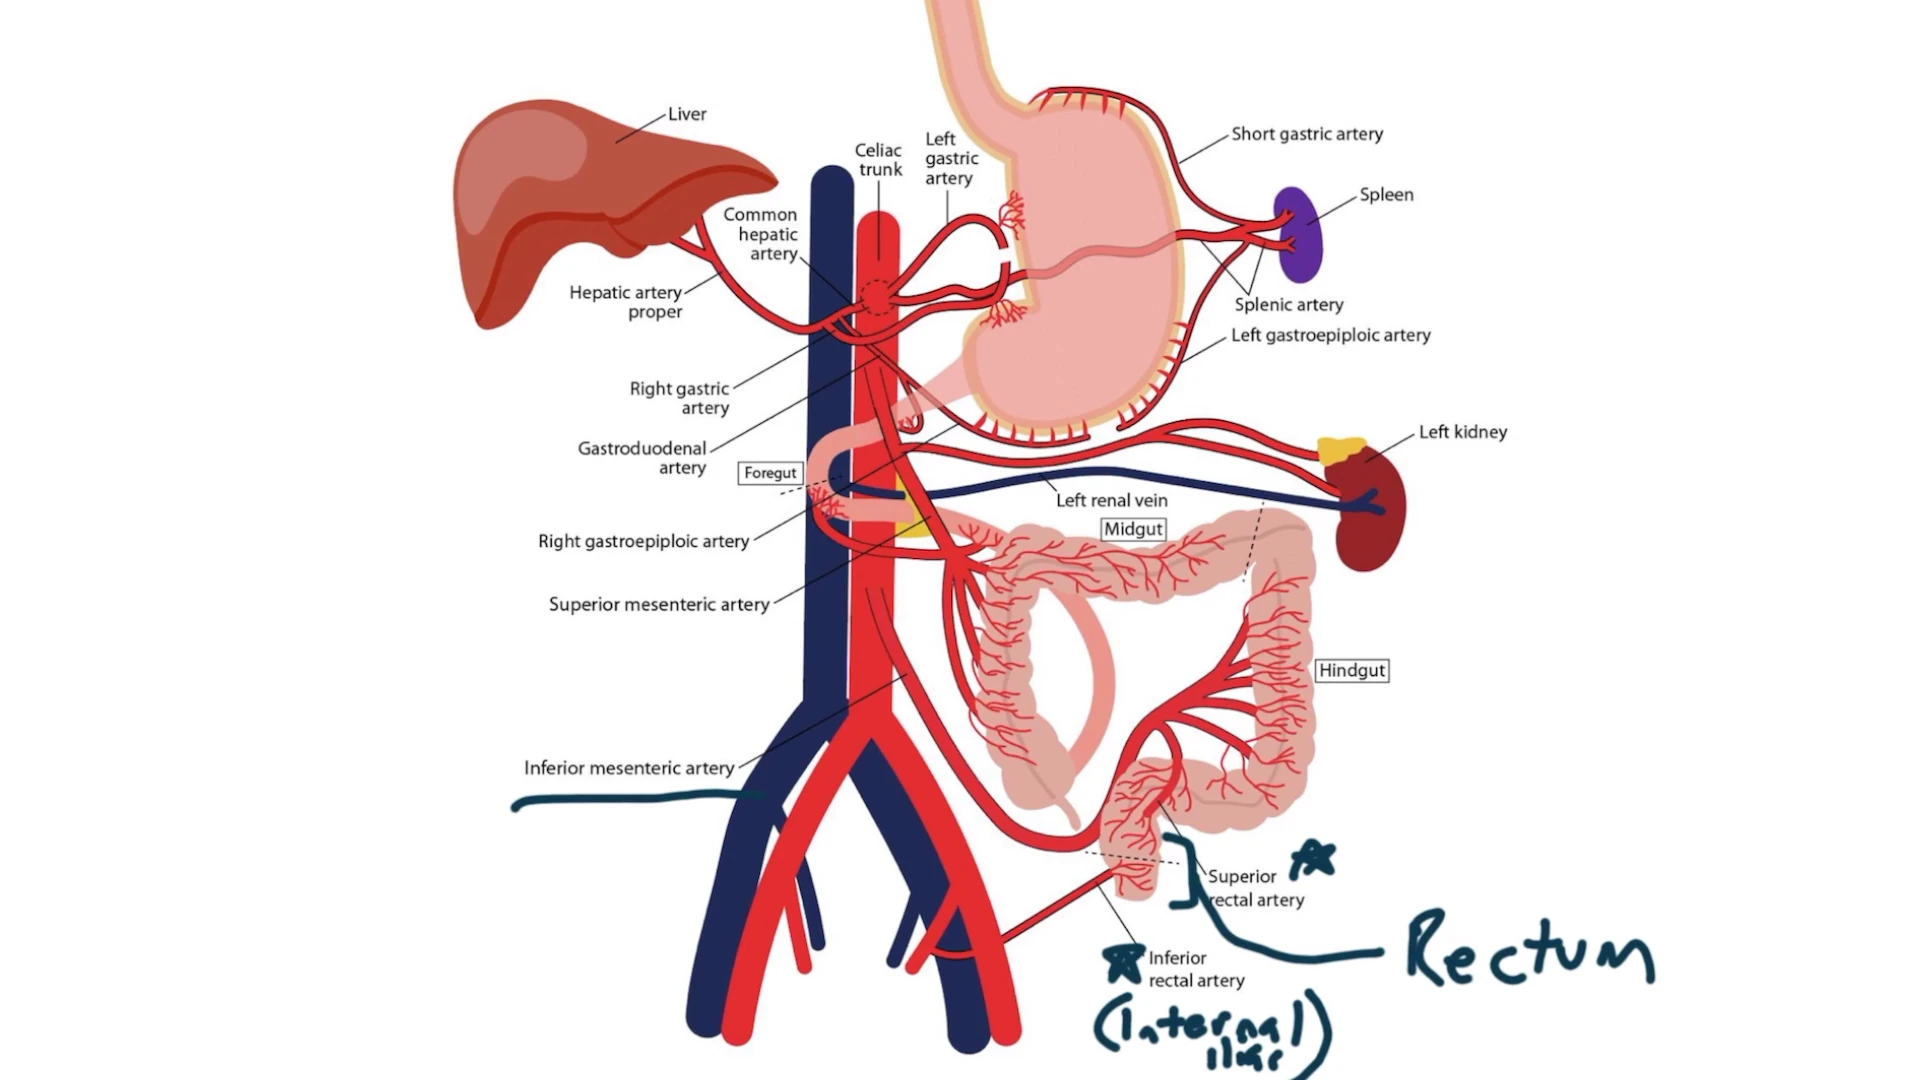 Liver
Left
gastric
artery
Celiac
trunk
Short gastric artery
Spleen
Common
hepatic
artery
Hepatic artery
proper
Splenic artery
Left gastroepiploic artery
Right gastric
artery
Gastroduodenal
artery
Left kidney
Foregut
Left renal vein
Midgut
Right gastroepiploic artery
Superior mesenteric artery
Hindgut
Inferior mesenteric artery
Superior
rectal artery
Rectum
Inferior
rectal artery
(Internal)